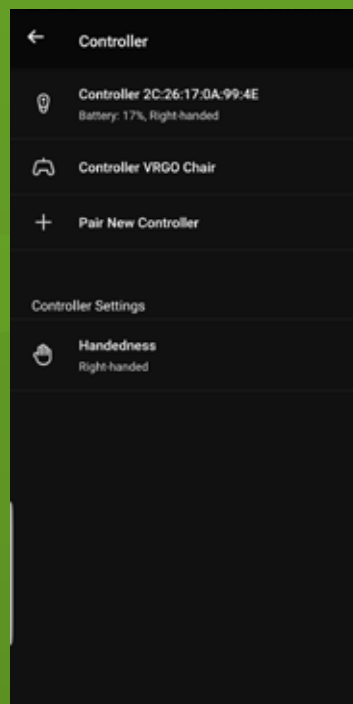 Controller
Controller 2C:26:17:0A:99:4E
Battery: 17%, Right-handed
Controller VRGO Chair
Pair New Controller
Controller Settings
Handedness
Right-handed